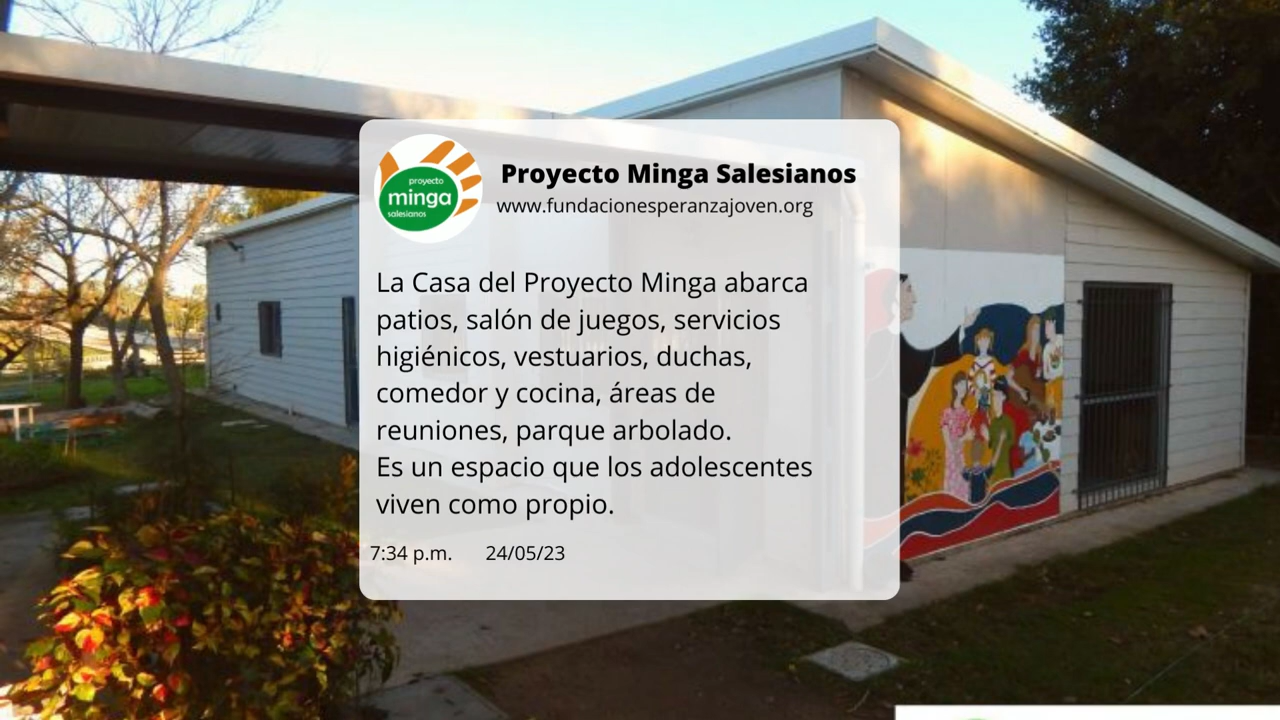 proyecto
minga
salesianos
Proyecto Minga Salesianos
www.fundacionesperanzajoven.org
La Casa del Proyecto Minga abarca
patios, salón de juegos, servicios
higiénicos, vestuarios, duchas,
comedor y cocina, áreas de
reuniones, parque arbolado.
Es un espacio que los adolescentes
viven como propio.
7:34 p.m. 24/05/23